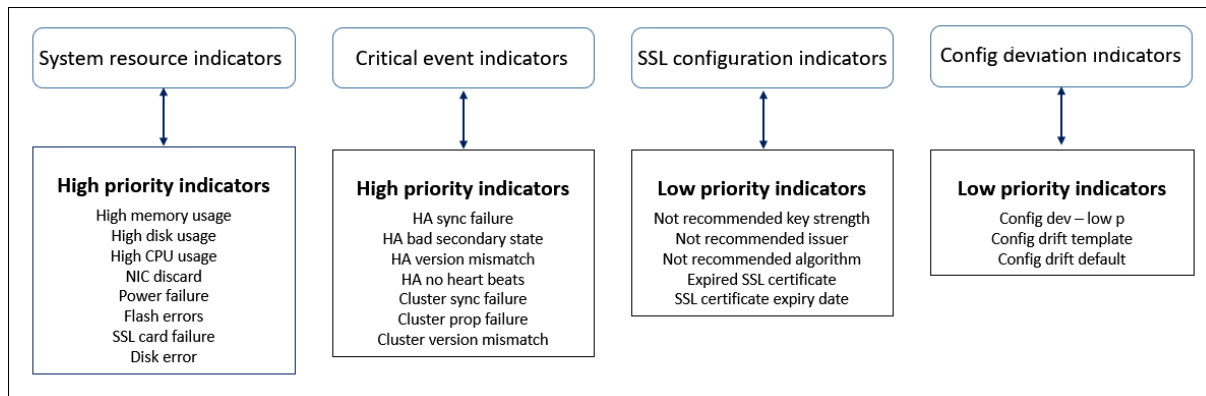 System resource indicators
High priority indicators
High memory usage
High disk usage
High CPU usage
NIC discard
Power failure
Flash errors
SSL card failure
Disk error
Critical event indicators
High priority indicators
HA sync failure
HA bad secondary state
HA version mismatch
HA no heart beats
Cluster sync failure
Cluster prop failure
Cluster version mismatch
SSL configuration indicators
Low priority indicators
Not recommended key strength
Not recommended issuer
Not recommended algorithm
Expired SSL certificate
SSL certificate expiry date
Config deviation indicators
Low priority indicators
Config dev – low p
Config drift template
Config drift default